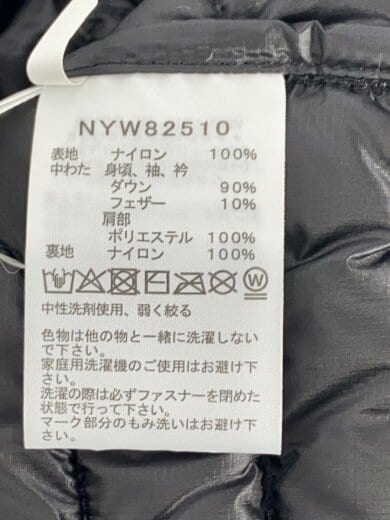 NYW82510
表地 ナイロン 100%
中わた 身頃、袖、衿
ダウン 90%
フェザー 10%
肩部
ポリエステル 100%
裏地 ナイロン 100%
W
中性洗剤使用、弱く絞る
色物は他の物と一緒に洗濯しない
で下さい。
家庭用洗濯機のご使用はお避け下
さい。
洗濯の際は必ずファスナーを閉めた
状態で行って下さい。
マーク部分のもみ洗いはお避け下
さい。